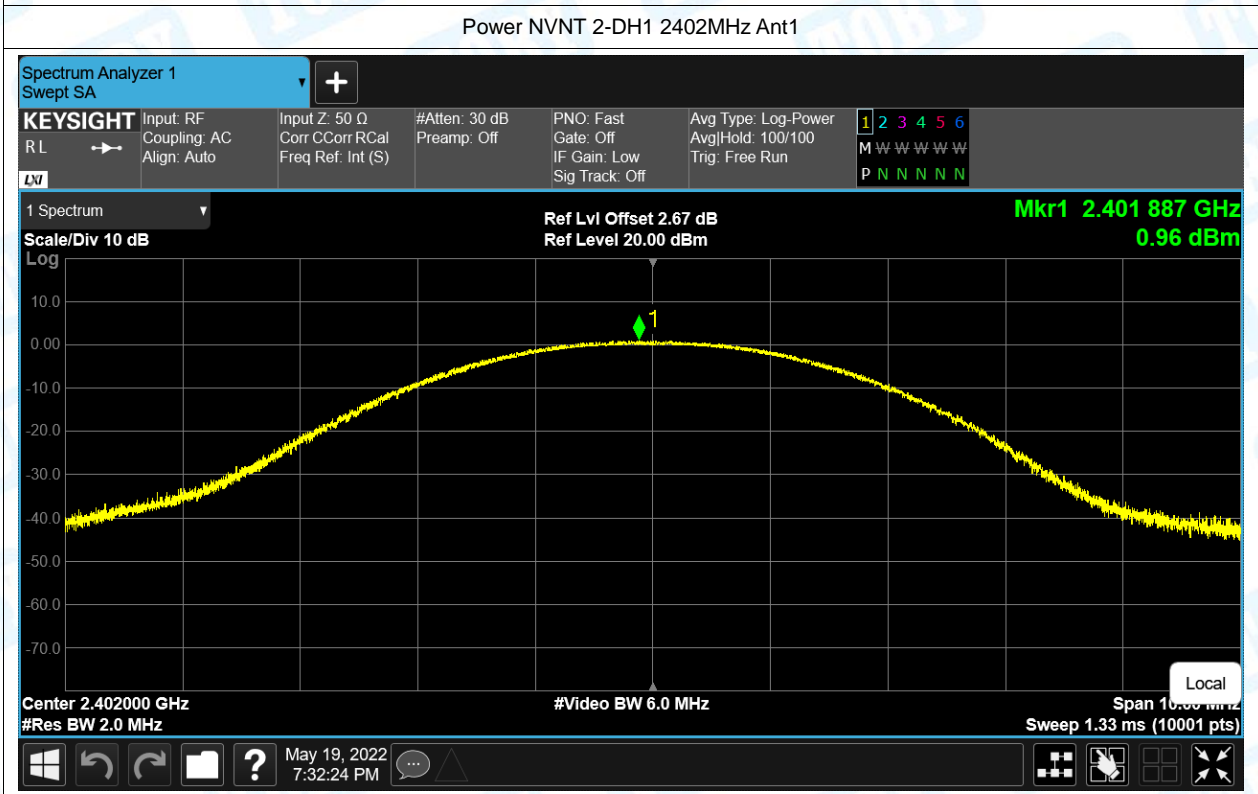 Power NVNT 2-DH1 2402MHz Ant1
Spectrum Analyzer 1
Swept SA
KEYSIGHT
R L
LXI
Input: RF
Coupling: AC
Align: Auto
Input Z: 50 Ω
Corr CCorr RCal
Freq Ref: Int (S)
#Atten: 30 dB
Preamp: Off
PNO: Fast
Gate: Off
IF Gain: Low
Sig Track: Off
Avg Type: Log-Power
Avg|Hold: 100/100
Trig: Free Run
1 2 3 4 5 6
M W W W W W
P N N N N N
1 Spectrum
Scale/Div 10 dB
Ref Lvl Offset 2.67 dB
Ref Level 20.00 dBm
Mkr1 2.401 887 GHz
0.96 dBm
Log
10.0
0.00
-10.0
-20.0
-30.0
-40.0
-50.0
-60.0
-70.0
1
Local
Center 2.402000 GHz
#Video BW 6.0 MHz
Span 10.00 MHz
#Res BW 2.0 MHz
Sweep 1.33 ms (10001 pts)
?
May 19, 2022
7:32:24 PM